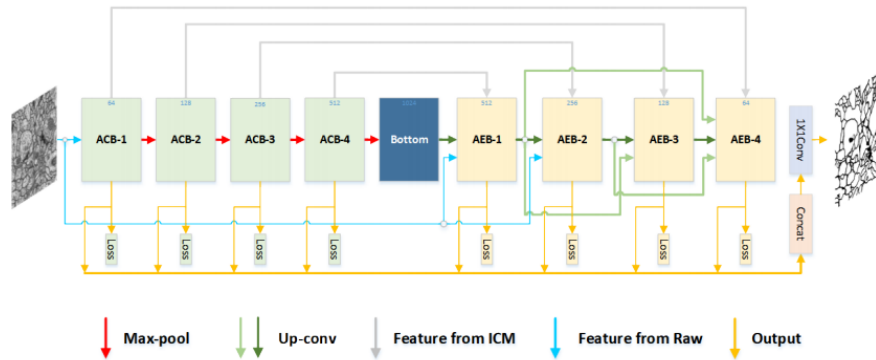 64
128
256
512
1024
512
256
128
64
ACB-1
ACB-2
ACB-3
ACB-4
Bottom
AEB-1
AEB-2
AEB-3
AEB-4
1X1Conv
Concat
Loss
Loss
Loss
Loss
Loss
Loss
Loss
Loss
Max-pool
Up-conv
Feature from ICM
Feature from Raw
Output